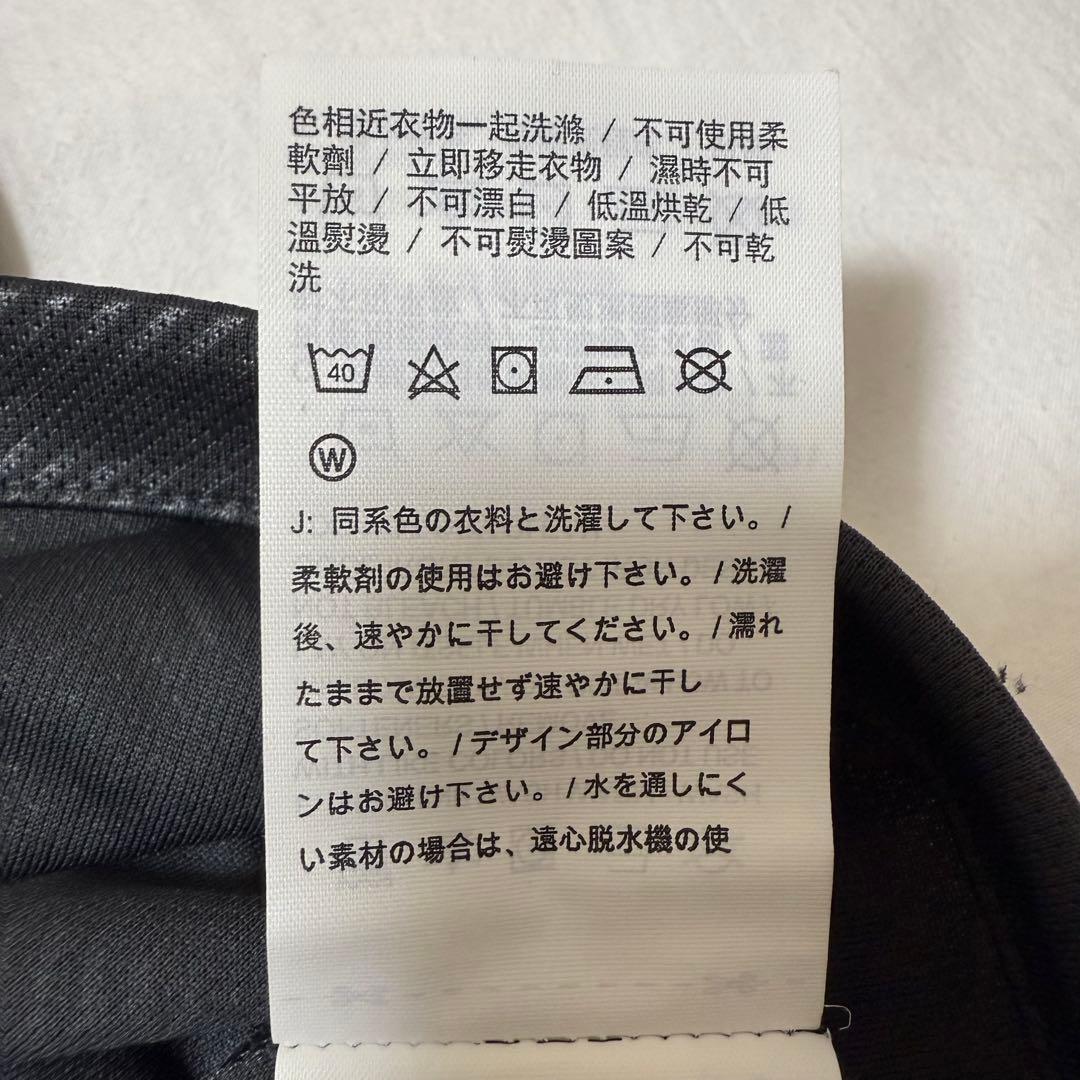 色相近衣物一起洗滌 / 不可使用柔
軟劑 / 立即移走衣物 / 濕時不可
平放 / 不可漂白 / 低溫烘乾 / 低
溫熨燙 / 不可熨燙圖案 / 不可乾
洗
40
W
J: 同系色の衣料と洗濯して下さい。/
柔軟剤の使用はお避け下さい。/洗濯
後、速やかに干してください。/濡れ
たままで放置せず速やかに干し
て下さい。/デザイン部分のアイロ
ンはお避け下さい。/水を通しにく
い素材の場合は、遠心脱水機の使